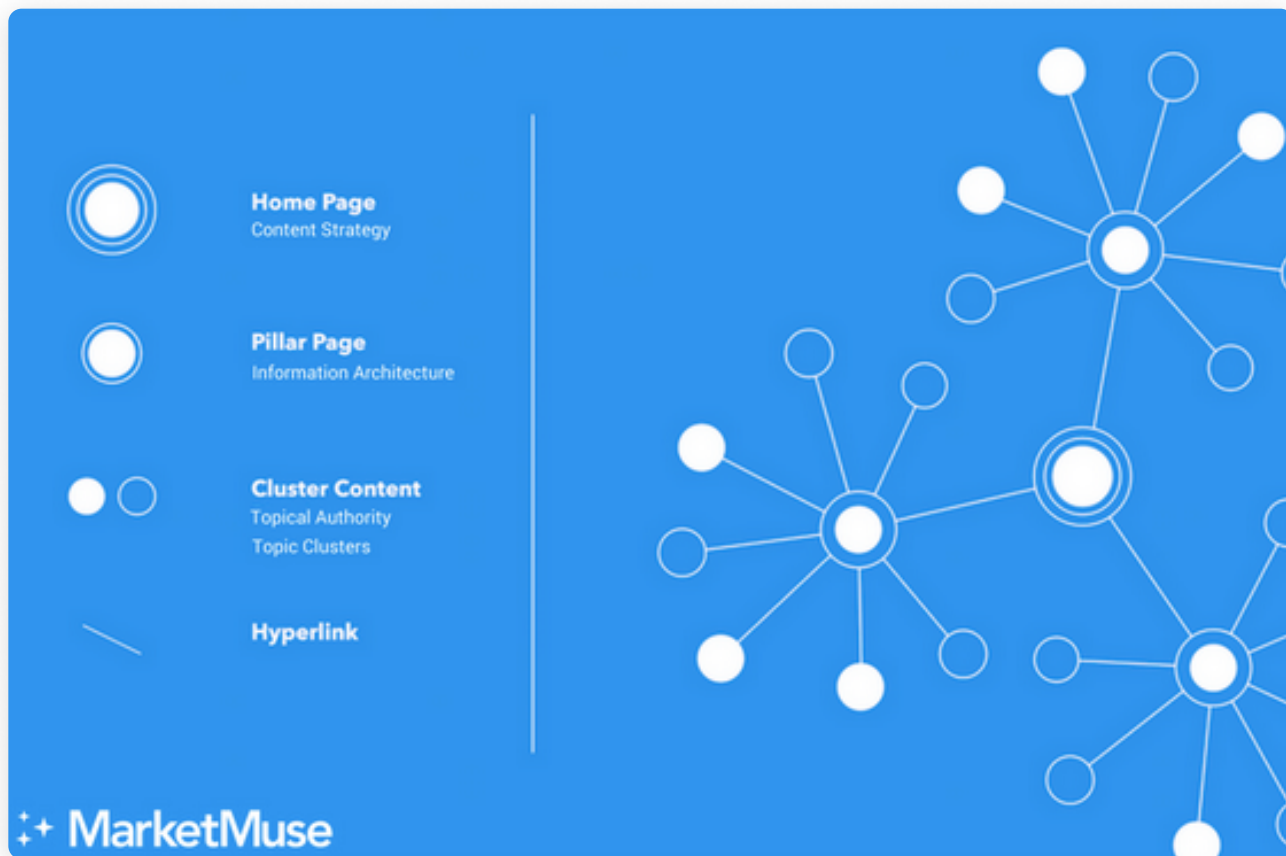 Home Page
Content Strategy
Pillar Page
Information Architecture
Cluster Content
Topical Authority
Topic Clusters
Hyperlink
MarketMuse